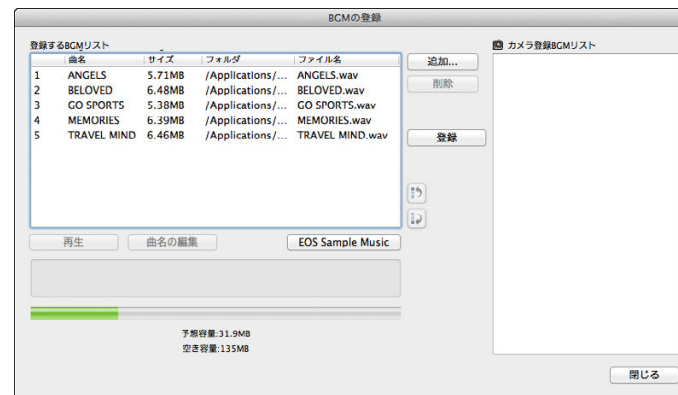 BGMの登録
登録するBGMリスト
曲名 サイズ フォルダ ファイル名
1 ANGELS 5.71MB /Applications/... ANGELS.wav
2 BELOVED 6.48MB /Applications/... BELOVED.wav
3 GO SPORTS 5.38MB /Applications/... GO SPORTS.wav
4 MEMORIES 6.39MB /Applications/... MEMORIES.wav
5 TRAVEL MIND 6.46MB /Applications/... TRAVEL MIND.wav
再生 曲名の編集 EOS Sample Music
予想容量:31.9MB
空き容量:135MB
追加...
削除
登録
カメラ登録BGMリスト
閉じる